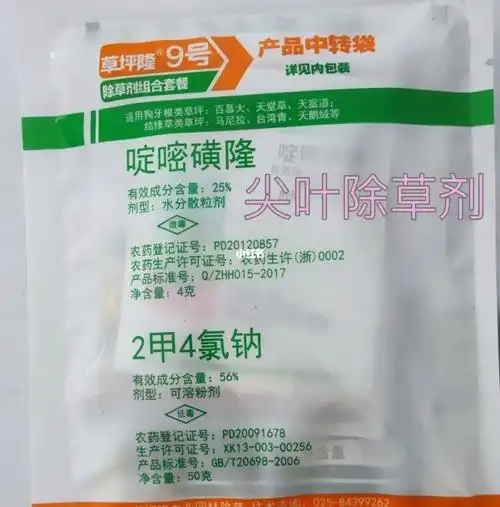 草坪隆®9号
除草剂组合套餐
产品中转袋
详见内包装
适用狗牙根类草坪：百慕大、天堂草、天富道；
结缕草类草坪：马尼拉、台湾青、天鹅绒等
啶嘧磺隆
有效成分含量：25%
剂型：水分散粒剂
微毒
尖叶除草剂
农药登记证号：PD20120857
农药生产许可证号：农药生许(浙)0002
产品标准号：Q/ZHH015-2017
净含量：4克
2甲4氯钠
有效成分含量：56%
剂型：可溶粉剂
低毒
农药登记证号：PD20091678
生产许可证号：XK13-003-00256
产品标准号：GB/T20698-2006
净含量：50克
025-84399262